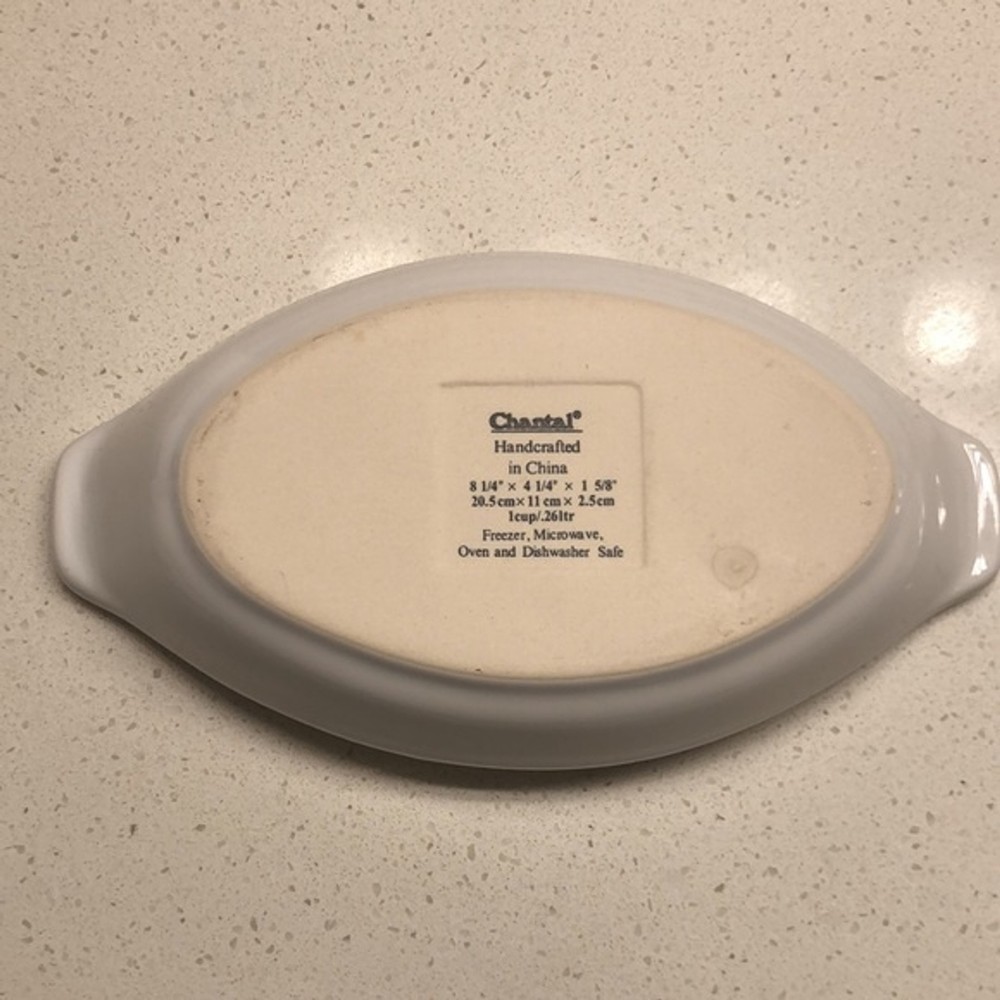 Chantal®
Handcrafted
in China
8 1/4" × 4 1/4" × 1 5/8"
20.5cm×11 cm× 2.5cm
1cup/.26ltr
Freezer, Microwave,
Oven and Dishwasher Safe